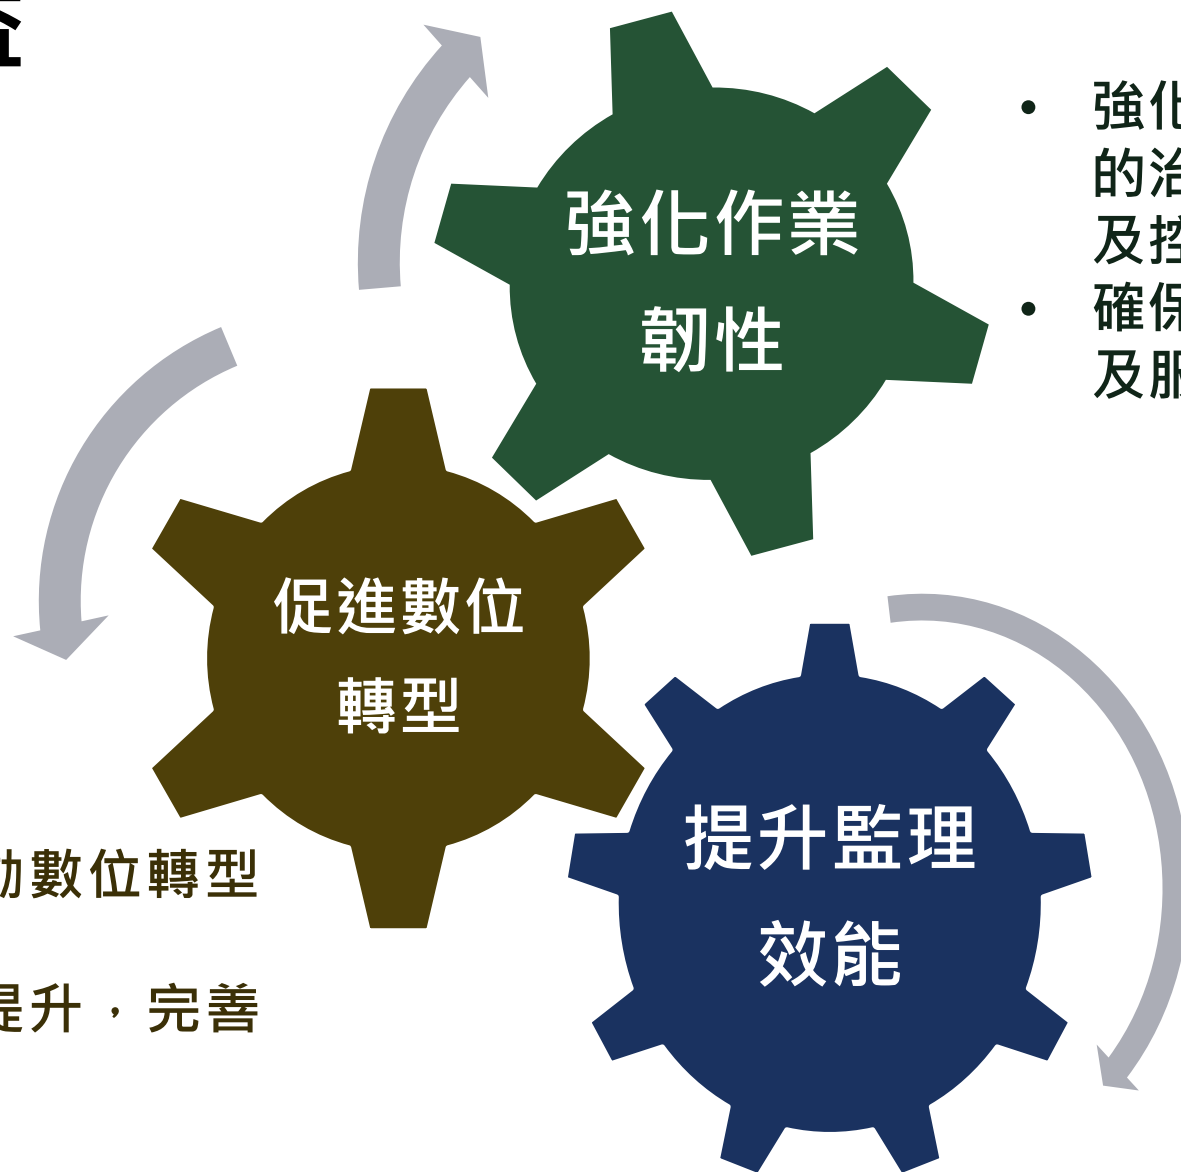 • 強化
的治
及控
• 確保
及服
強化作業
韌性
促進數位
轉型
動數位轉型
提升，完善
提升監理
效能